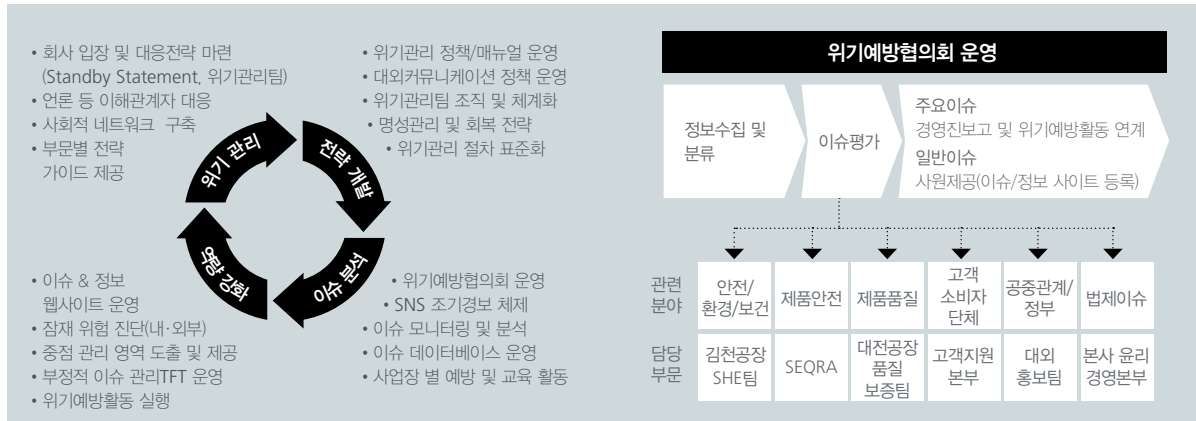 • 회사 입장 및 대응전략 마련
(Standby Statement, 위기관리팀)
• 언론 등 이해관계자 대응
• 사회적 네트워크 구축
• 부문별 전략
가이드 제공
• 위기관리 정책/매뉴얼 운영
• 대외커뮤니케이션 정책 운영
• 위기관리팀 조직 및 체계화
• 명성관리 및 회복 전략
• 위기관리 절차 표준화
위기 관리
전략 개발
역량 강화
이슈 분석
• 이슈 & 정보
웹사이트 운영
• 잠재 위험 진단(내·외부)
• 중점 관리 영역 도출 및 제공
• 부정적 이슈 관리TFT 운영
• 위기예방활동 실행
• 위기예방협의회 운영
• SNS 조기경보 체제
• 이슈 모니터링 및 분석
• 이슈 데이터베이스 운영
• 사업장 별 예방 및 교육 활동
위기예방협의회 운영
정보수집 및
분류
이슈평가
주요이슈
경영진보고 및 위기예방활동 연계
일반이슈
사원제공(이슈/정보 사이트 등록)
관련
분야
안전/
환경/보건
제품안전
제품품질
고객
소비자
단체
공중관계/
정부
법제이슈
담당
부문
김천공장
SHE팀
SEQRA
대전공장
품질
보증팀
고객지원
본부
대외
홍보팀
본사 윤리
경영본부